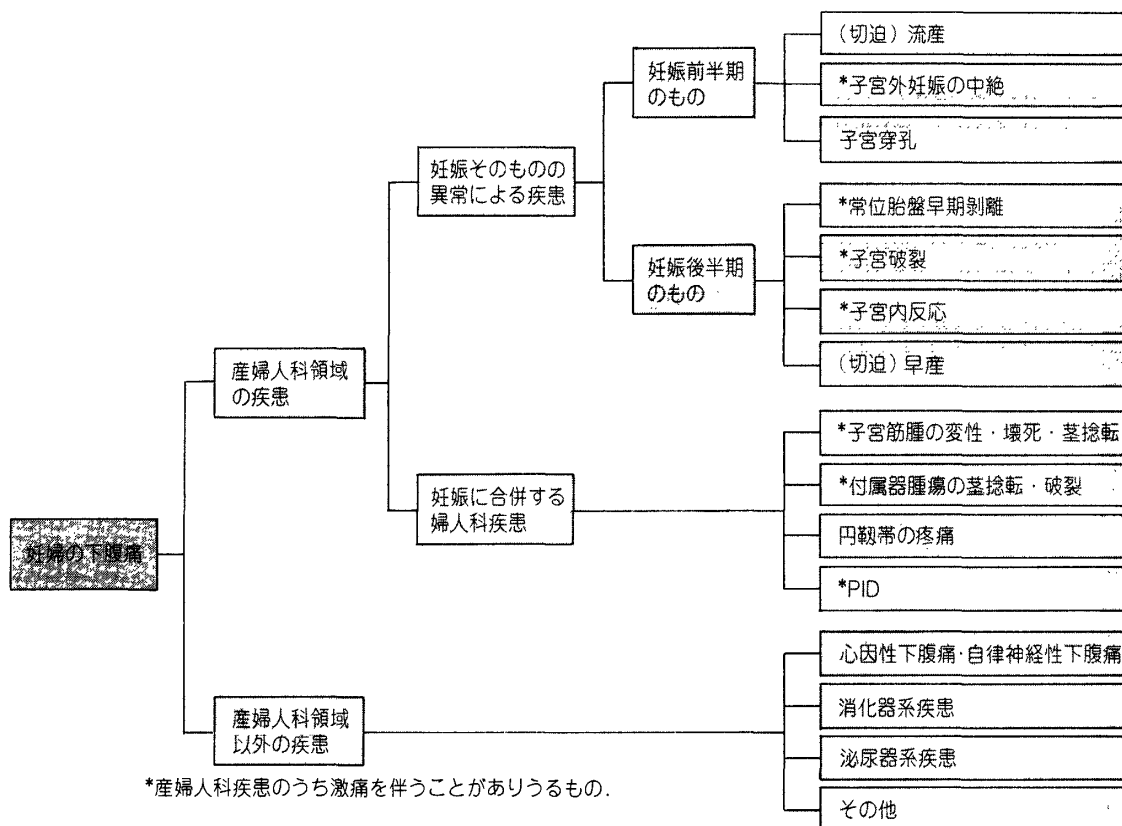 妊婦の下腹痛
産婦人科領域
の疾患
妊娠そのものの
異常による疾患
妊娠前半期
のもの
（切迫）流産
*子宮外妊娠の中絶
子宮穿孔
妊娠後半期
のもの
*常位胎盤早期剝離
*子宮破裂
*子宮内反応
（切迫）早産
妊娠に合併する
婦人科疾患
*子宮筋腫の変性・壊死・茎捻転
*付属器腫瘍の茎捻転・破裂
円靱帯の疼痛
*PID
産婦人科領域
以外の疾患
心因性下腹痛・自律神経性下腹痛
消化器系疾患
泌尿器系疾患
その他
*産婦人科疾患のうち激痛を伴うことがありうるもの.